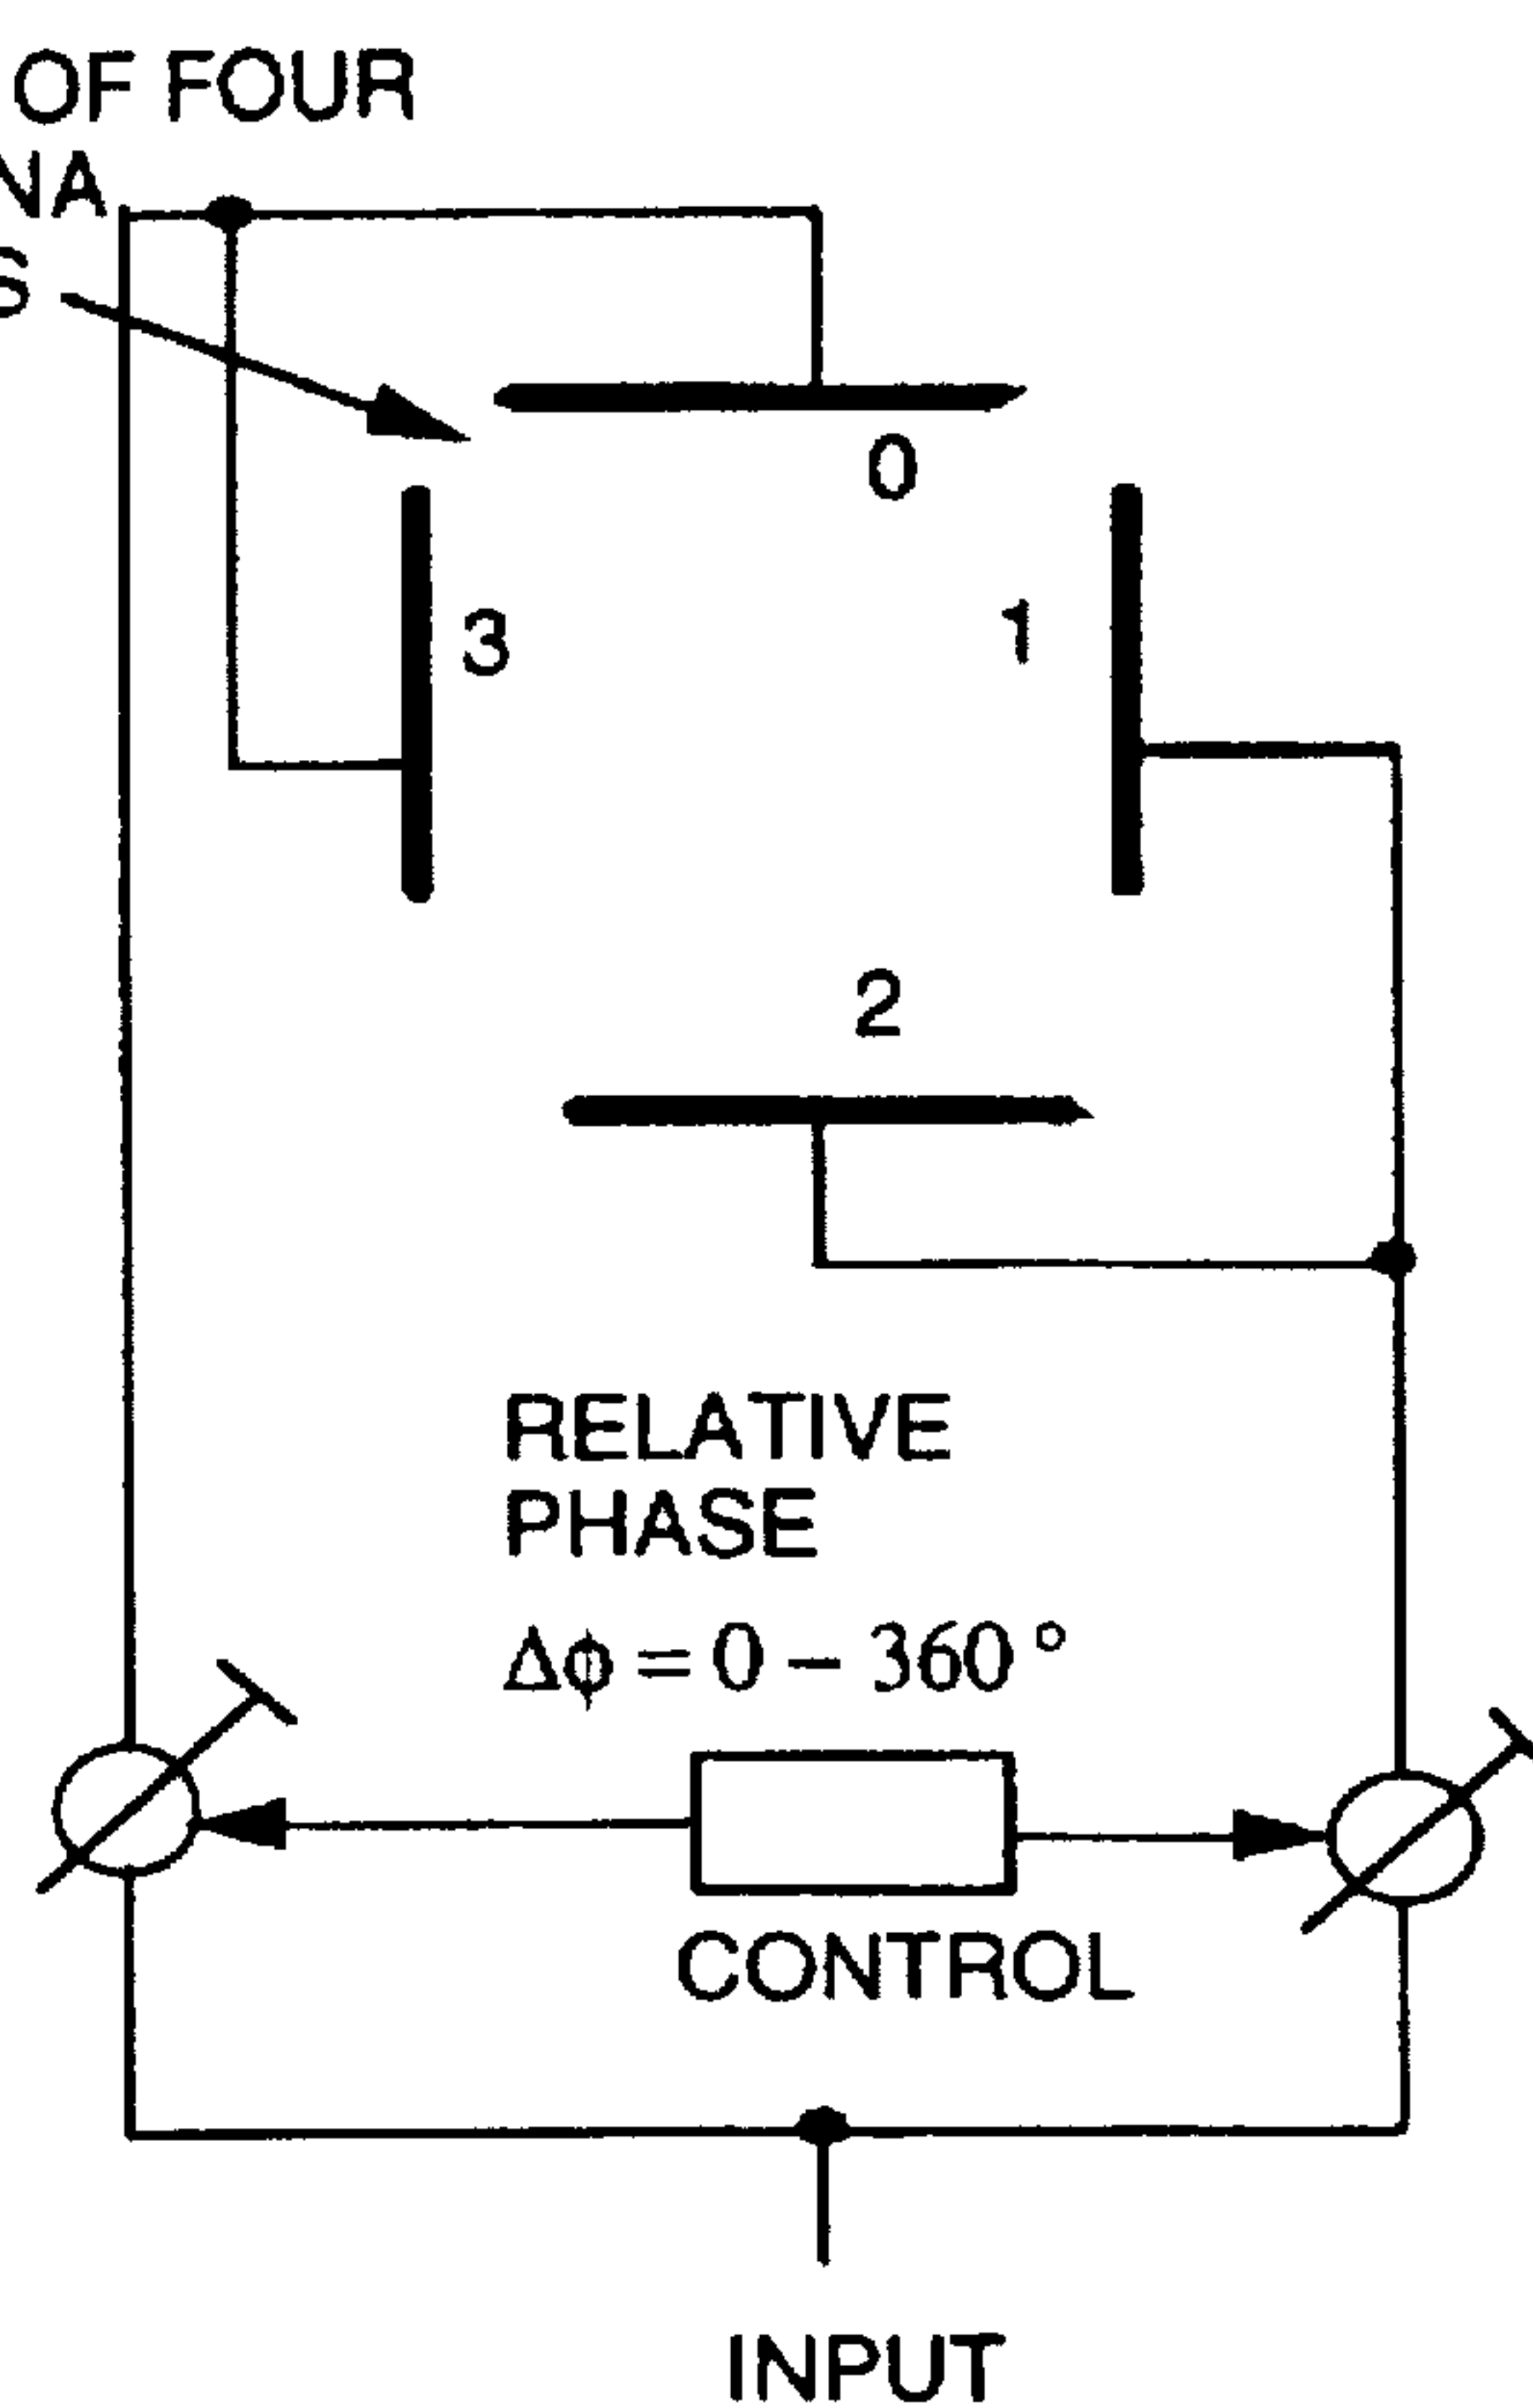 OF FOUR
0
3
1
2
RELATIVE
PHASE
Δϕ = 0 – 360°
CONTROL
INPUT